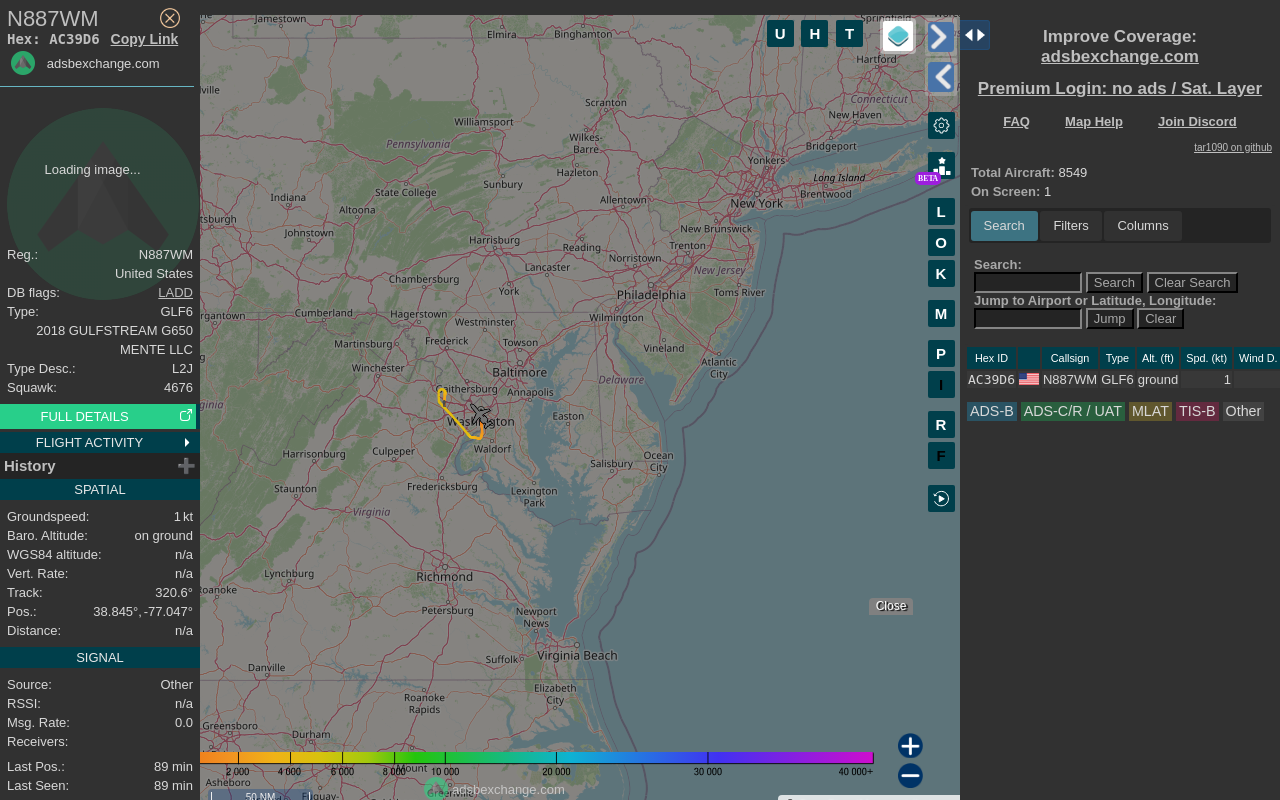 N887WM
Hex: AC39D6 Copy Link
adsbexchange.com
Loading image...
Reg.: N887WM
United States
DB flags: LADD
Type: GLF6
2018 GULFSTREAM G650
MENTE LLC
Type Desc.: L2J
Squawk: 4676
FULL DETAILS
FLIGHT ACTIVITY
History
SPATIAL
Groundspeed: 1 kt
Baro. Altitude: on ground
WGS84 altitude: n/a
Vert. Rate: n/a
Track: 320.6°
Pos.: 38.845°, -77.047°
Distance: n/a
SIGNAL
Source: Other
RSSI: n/a
Msg. Rate: 0.0
Receivers:
Last Pos.: 89 min
Last Seen: 89 min
Jamestown
Elmira
Binghamton
Springfield
Hartford
Scranton
Connecticut
Williamsport
New Haven
Wilkes-
Barre
Pennsylvania
Bridgeport
Yonkers
Hazleton
Long Island
Sunbury
State College
Brentwood
Indiana
Allentown
New York
Altoona
New Brunswick
Johnstown
Harrisburg
Reading
Trenton
Norristown
Lancaster
New Jersey
Chambersburg
York
Philadelphia
Toms River
Cumberland
Hagerstown
Wilmington
Westminster
Martinsburg
Frederick
Towson
Vineland
Winchester
Baltimore
Atlantic
City
Delaware
Annapolis
Easton
Washington
Waldorf
Harrisonburg
Culpeper
Ocean
City
Salisbury
Staunton
Fredericksburg
Lexington
Park
Virginia
Lynchburg
Roanoke
Richmond
Petersburg
Newport
News
Suffolk
Virginia Beach
Danville
Elizabeth
City
Roanoke
Rapids
Greensboro
Durham
Asheboro
Greenville
2 000 4 000 6 000 8 000 10 000 20 000 30 000 40 000+
adsbexchange.com
50 NM
U H T
BETA
L
O
K
M
P
I
R
F
Close
Improve Coverage:
adsbexchange.com
Premium Login: no ads / Sat. Layer
FAQ Map Help Join Discord
tar1090 on github
Total Aircraft: 8549
On Screen: 1
Search Filters Columns
Search:
Search Clear Search
Jump to Airport or Latitude, Longitude:
Jump Clear
Hex ID Callsign Type Alt. (ft) Spd. (kt) Wind D.
AC39D6 N887WM GLF6 ground 1
ADS-B ADS-C/R / UAT MLAT TIS-B Other